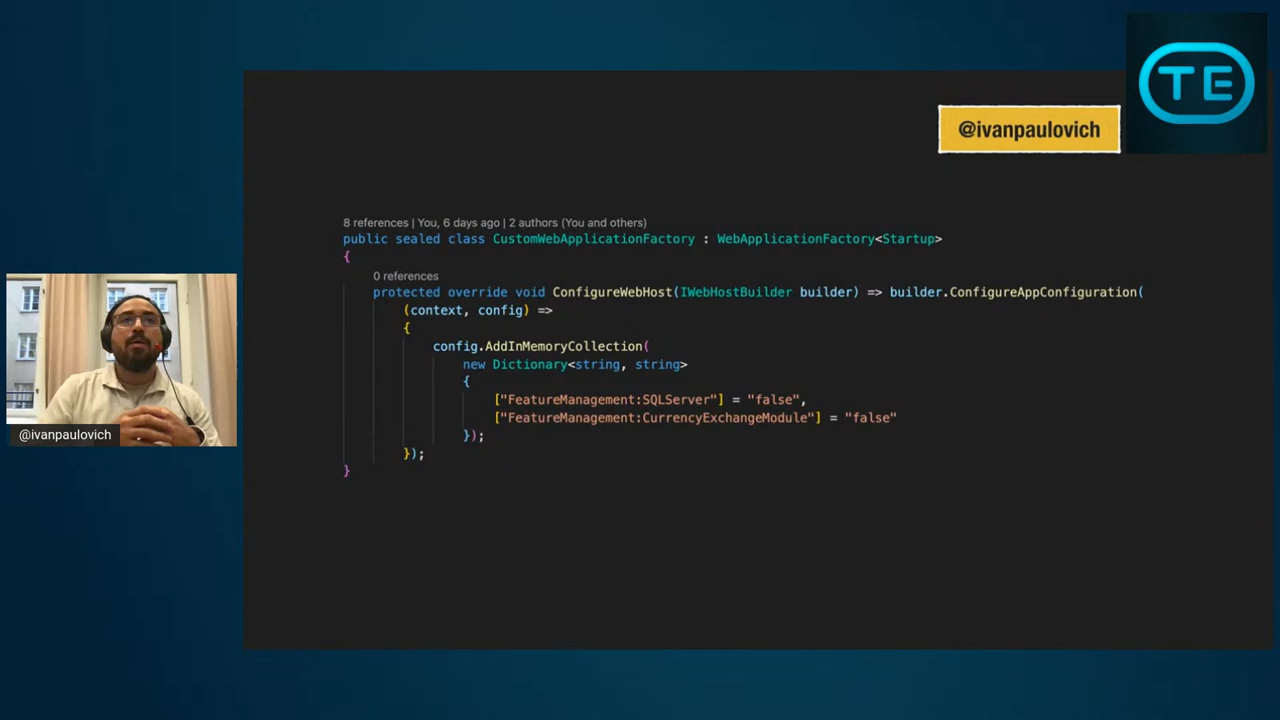 TE
@ivanpaulovich
8 references | You, 6 days ago | 2 authors (You and others)
public sealed class CustomWebApplicationFactory : WebApplicationFactory<Startup>
{
0 references
protected override void ConfigureWebHost(IWebHostBuilder builder) => builder.ConfigureAppConfiguration(
(context, config) =>
{
config.AddInMemoryCollection(
new Dictionary<string, string>
{
["FeatureManagement:SQLServer"] = "false",
["FeatureManagement:CurrencyExchangeModule"] = "false"
});
});
}
@ivanpaulovich